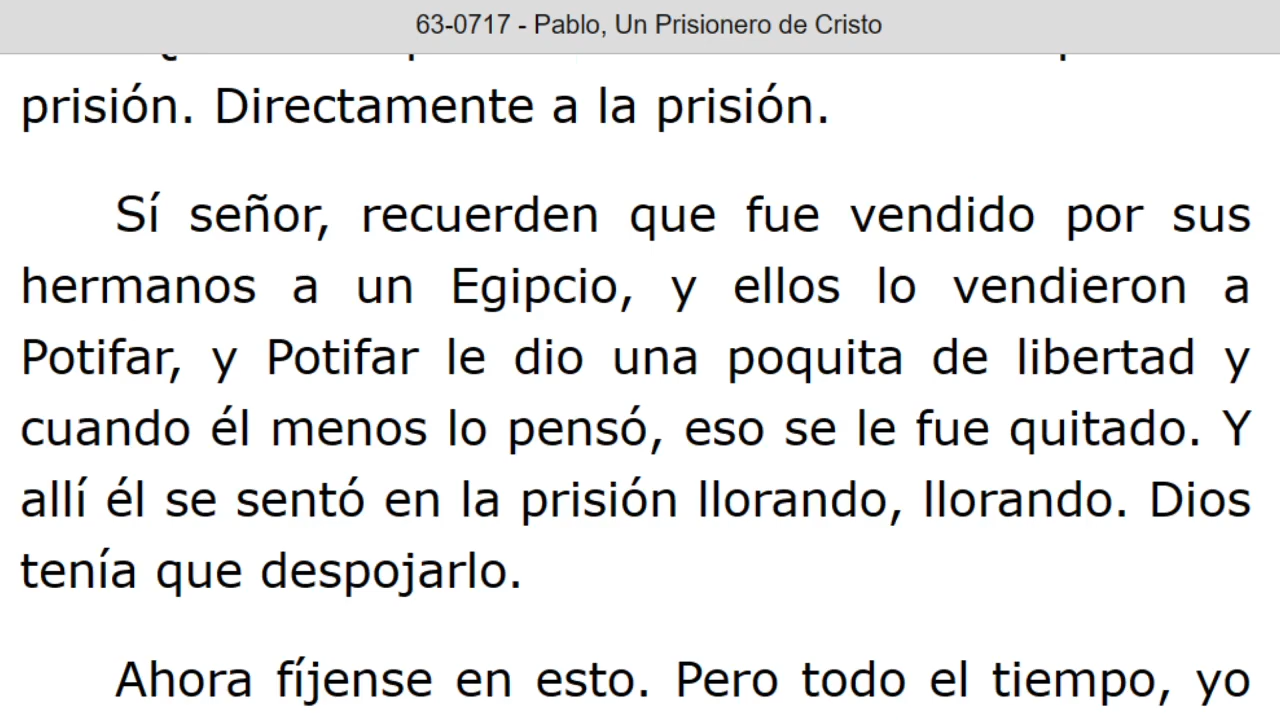 63-0717 - Pablo, Un Prisionero de Cristo
prisión. Directamente a la prisión.
Sí señor, recuerden que fue vendido por sus
hermanos a un Egipcio, y ellos lo vendieron a
Potifar, y Potifar le dio una poquita de libertad y
cuando él menos lo pensó, eso se le fue quitado. Y
allí él se sentó en la prisión llorando, llorando. Dios
tenía que despojarlo.
Ahora fíjense en esto. Pero todo el tiempo, yo